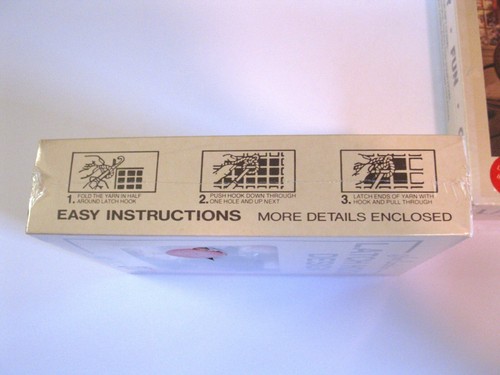 1. FOLD THE YARN IN HALF
AROUND LATCH HOOK
2. PUSH HOOK DOWN THROUGH
ONE HOLE AND UP NEXT
3. LATCH ENDS OF YARN WITH
HOOK AND PULL THROUGH
EASY INSTRUCTIONS MORE DETAILS ENCLOSED
FUN